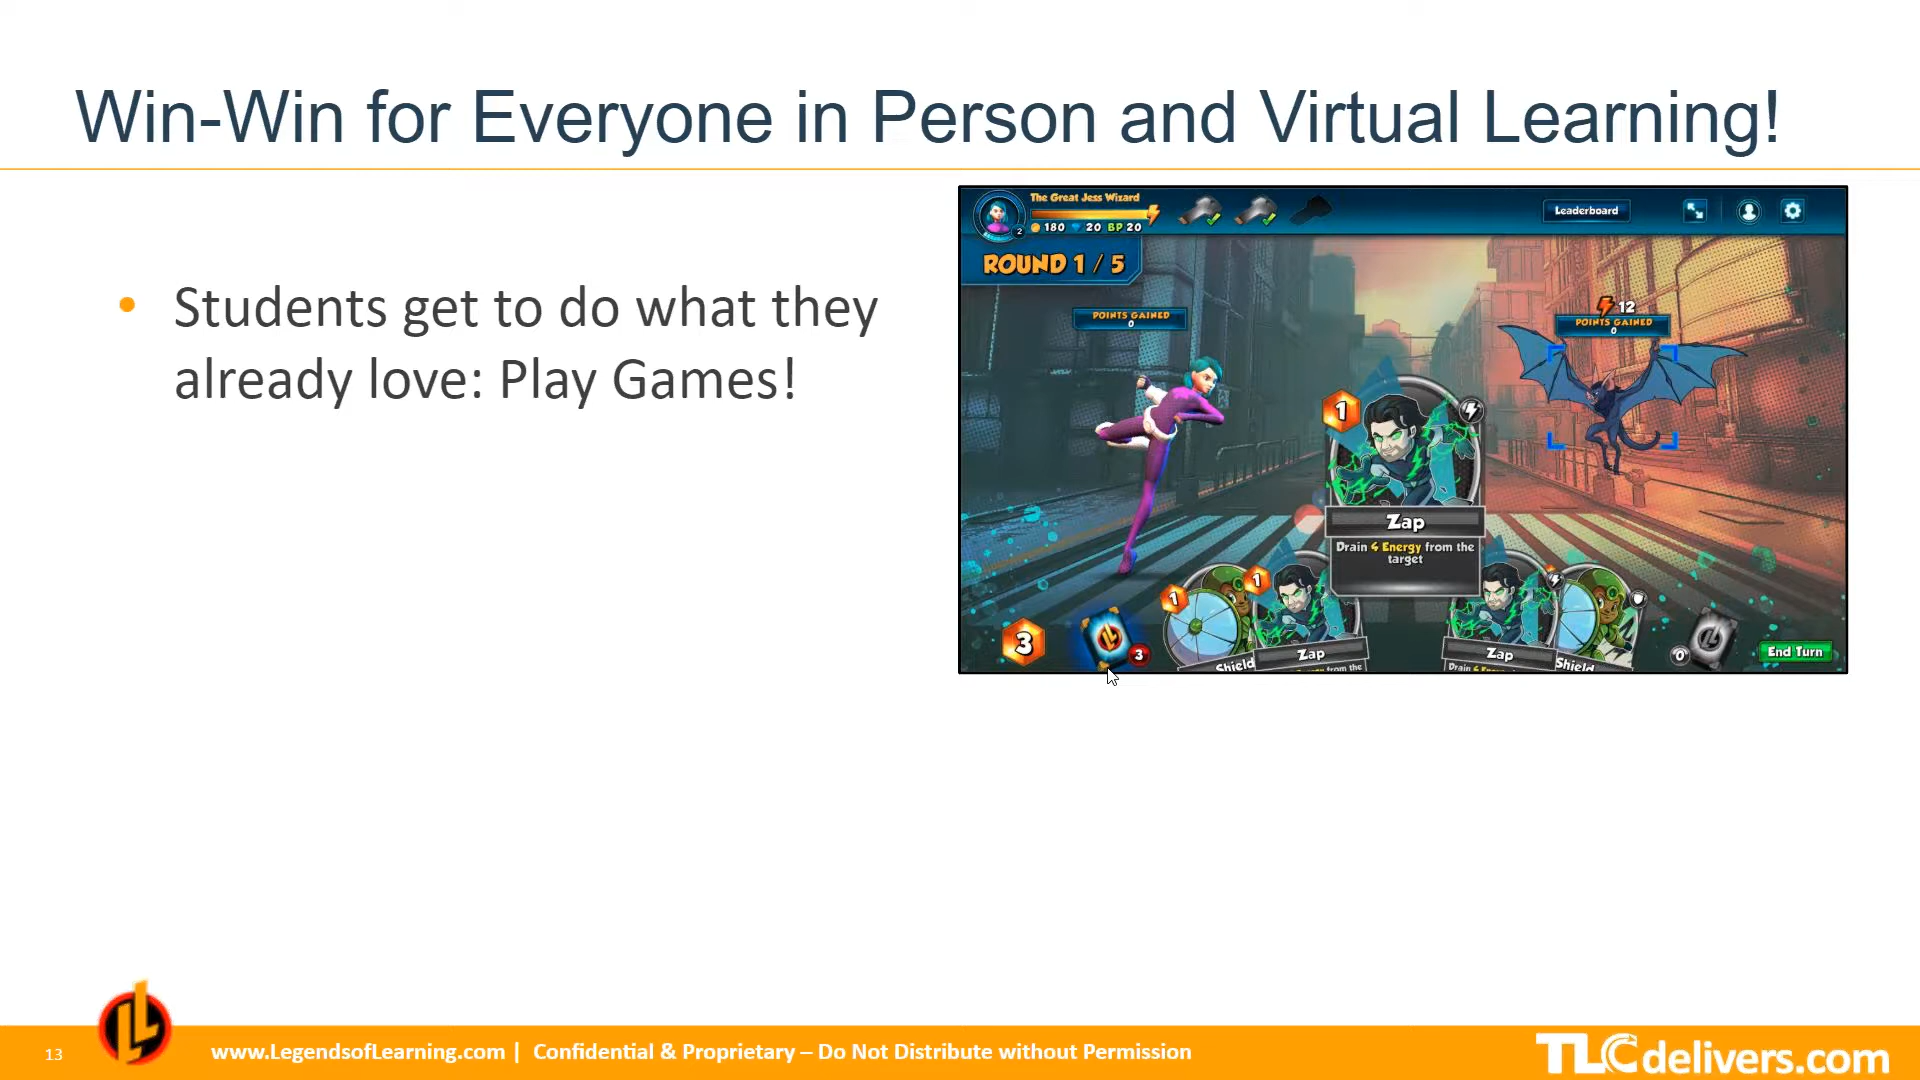 Win-Win for Everyone in Person and Virtual Learning!
• Students get to do what they
already love: Play Games!
The Great Jess Wizard
2
180 20 BP 20
Leaderboard
ROUND 1 / 5
POINTS GAINED
0
12
POINTS GAINED
0
1
Zap
Drain 4 Energy from the
target
3
3
1
Shield
1
Zap
Zap
Shield
0
End Turn
13
www.LegendsofLearning.com | Confidential & Proprietary – Do Not Distribute without Permission
TLCdelivers.com